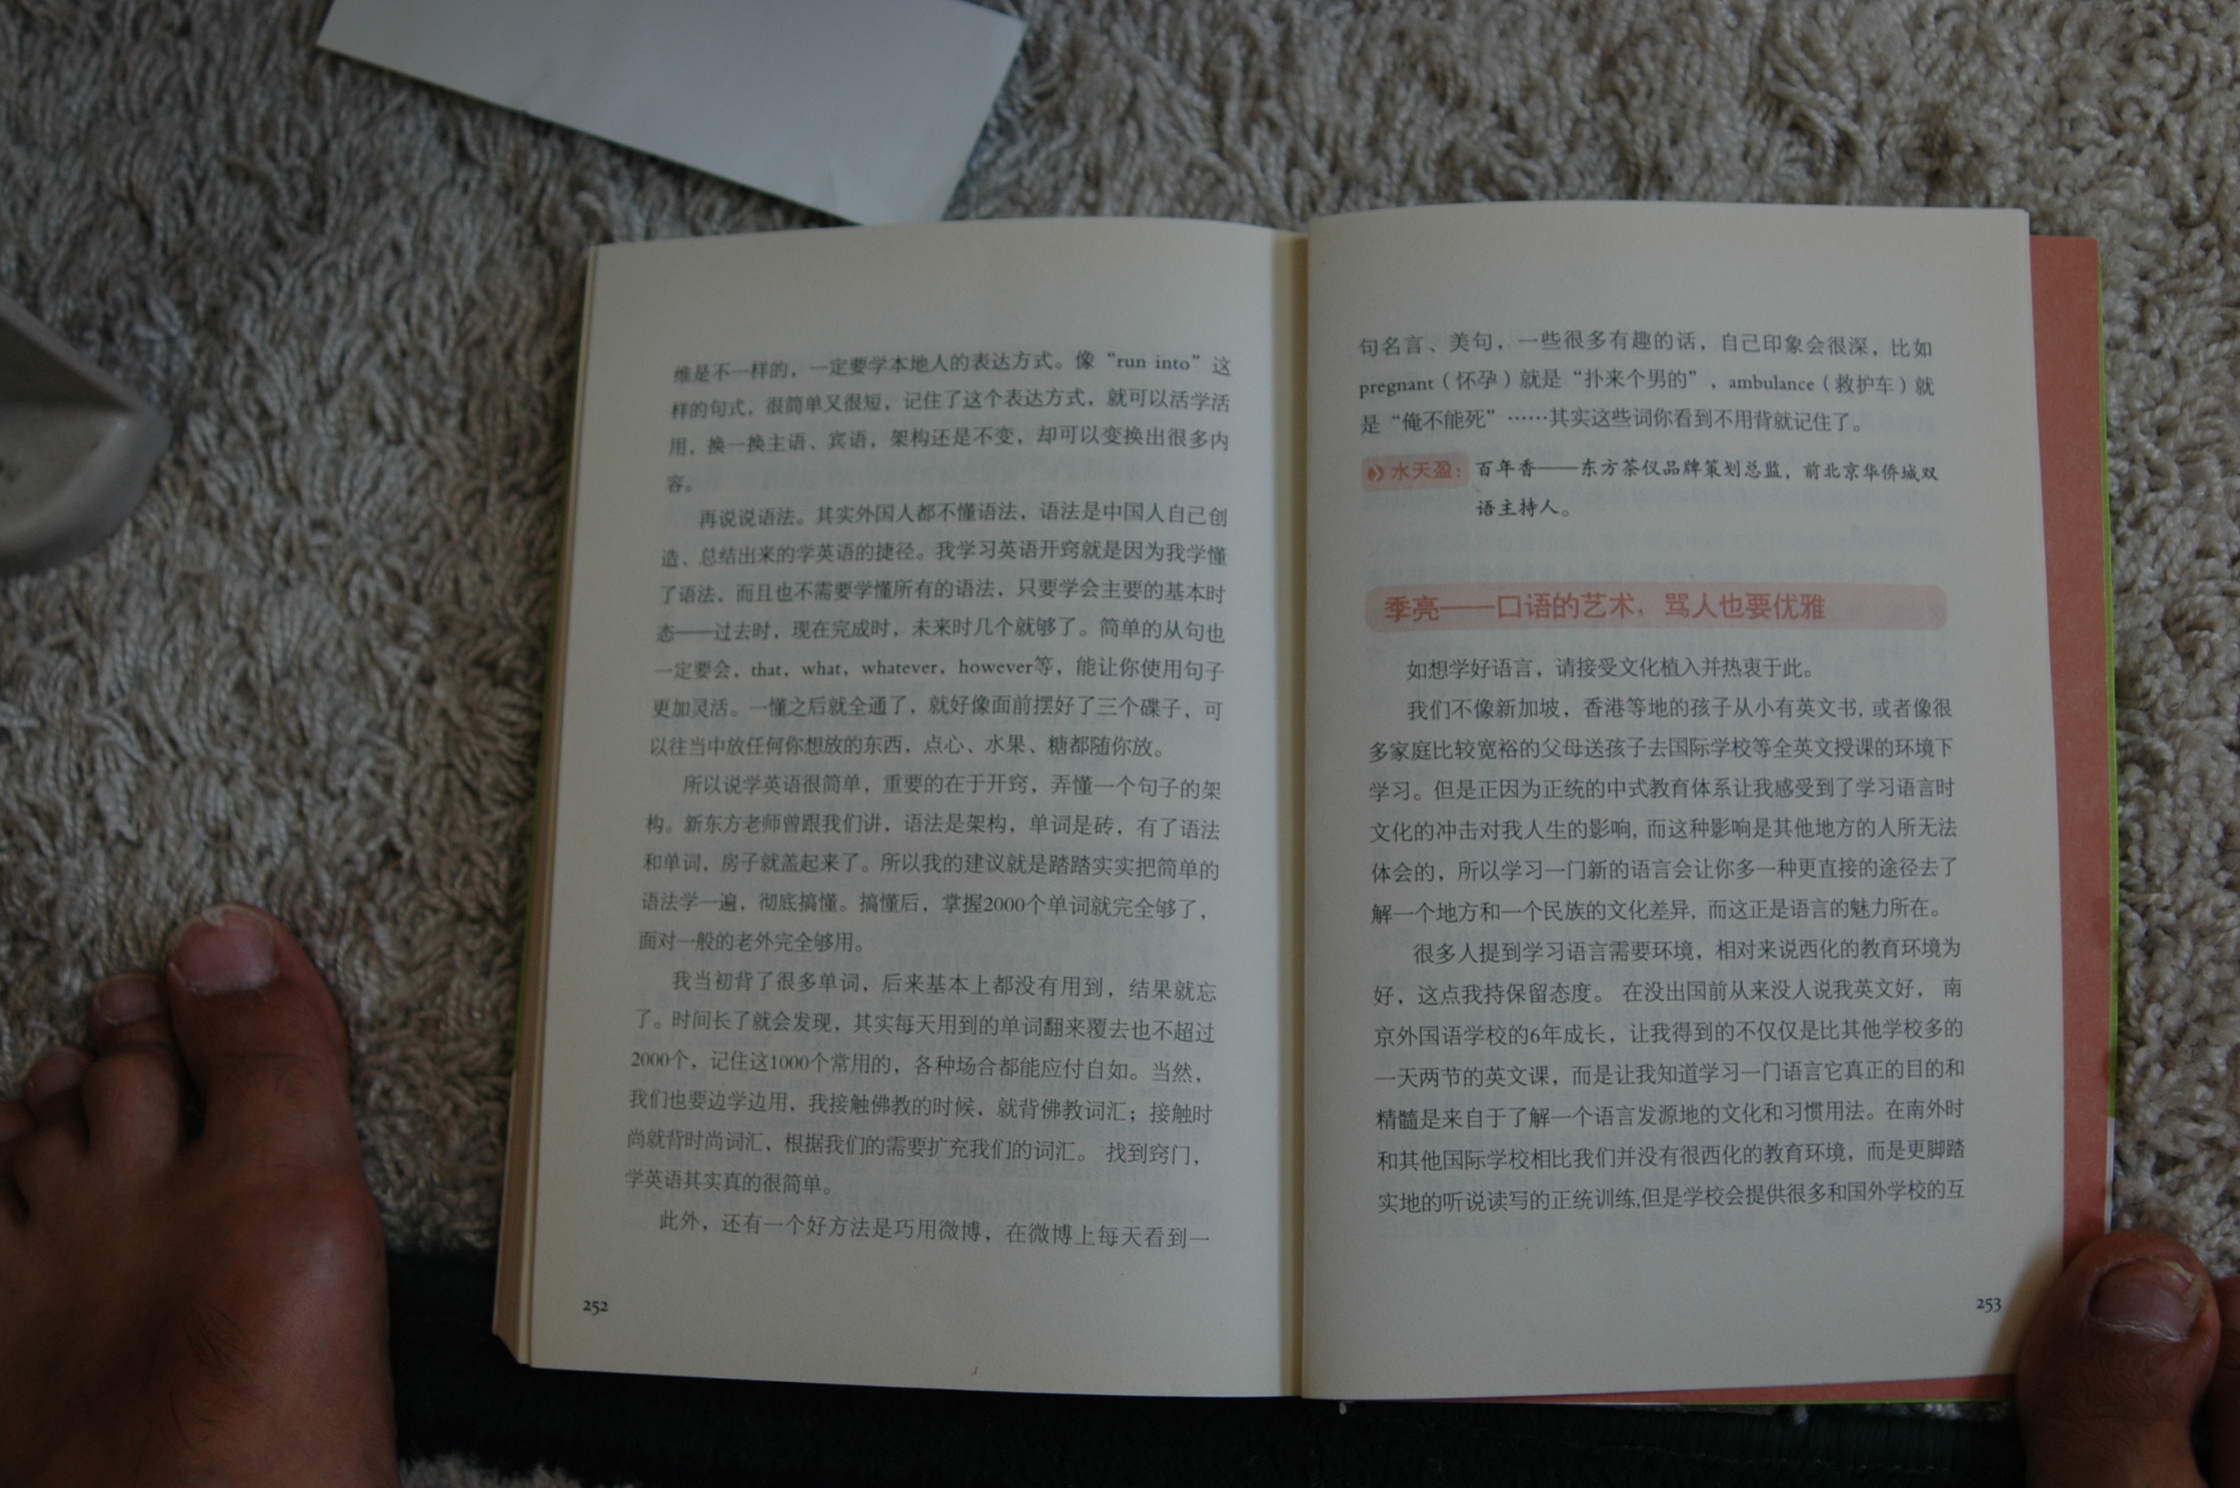 维是不一样的，一定要学本地人的表达方式。像“run into”这
样的句式，很简单又很短，记住了这个表达方式，就可以活学活
用，换一换主语、宾语，架构还是不变，却可以变换出很多内
容。
再说说语法。其实外国人都不懂语法，语法是中国人自己创
造、总结出来的学英语的捷径。我学习英语开窍就是因为我学懂
了语法，而且也不需要学懂所有的语法，只要学会主要的基本时
态——过去时，现在完成时，未来时几个就够了。简单的从句也
一定要会，that，what，whatever，however等，能让你使用句子
更加灵活。一懂之后就全通了，就好像面前摆好了三个碟子，可
以往当中放任何你想放的东西，点心、水果、糖都随你放。
所以说学英语很简单，重要的在于开窍，弄懂一个句子的架
构。新东方老师曾跟我们讲，语法是架构，单词是砖，有了语法
和单词，房子就盖起来了。所以我的建议就是踏踏实实把简单的
语法学一遍，彻底搞懂。搞懂后，掌握2000个单词就完全够了，
面对一般的老外完全够用。
我当初背了很多单词，后来基本上都没有用到，结果就忘
了。时间长了就会发现，其实每天用到的单词翻来覆去也不超过
2000个，记住这1000个常用的，各种场合都能应付自如。当然，
我们也要边学边用，我接触佛教的时候，就背佛教词汇；接触时
尚就背时尚词汇，根据我们的需要扩充我们的词汇。找到窍门，
学英语其实真的很简单。
此外，还有一个好方法是巧用微博，在微博上每天看到一
252
句名言、美句，一些很多有趣的话，自己印象会很深，比如
pregnant（怀孕）就是“扑来个男的”，ambulance（救护车）就
是“俺不能死”……其实这些词你看到不用背就记住了。
水天盈：百年香——东方茶仪品牌策划总监，前北京华侨城双
语主持人。
季亮——口语的艺术，骂人也要优雅
如想学好语言，请接受文化植入并热衷于此。
我们不像新加坡，香港等地的孩子从小有英文书，或者像很
多家庭比较宽裕的父母送孩子去国际学校等全英文授课的环境下
学习。但是正因为正统的中式教育体系让我感受到了学习语言时
文化的冲击对我人生的影响，而这种影响是其他地方的人所无法
体会的，所以学习一门新的语言会让你多一种更直接的途径去了
解一个地方和一个民族的文化差异，而这正是语言的魅力所在。
很多人提到学习语言需要环境，相对来说西化的教育环境为
好，这点我持保留态度。在没出国前从来没人说我英文好，南
京外国语学校的6年成长，让我得到的不仅仅是比其他学校多的
一天两节的英文课，而是让我知道学习一门语言它真正的目的和
精髓是来自于了解一个语言发源地的文化和习惯用法。在南外时
和其他国际学校相比我们并没有很西化的教育环境，而是更脚踏
实地的听说读写的正统训练,但是学校会提供很多和国外学校的互
253